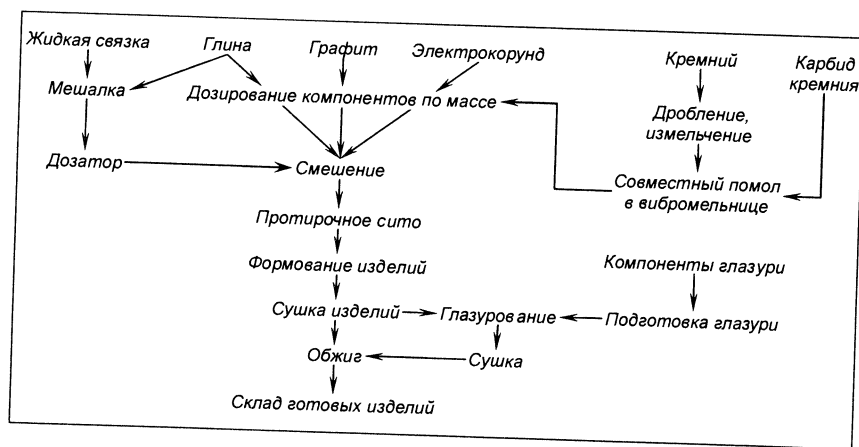 Жидкая связка
Глина
Графит
Электрокорунд
Кремний
Карбид
кремния
Мешалка
Дозирование компонентов по массе
Дробление,
измельчение
Дозатор
Смешение
Совместный помол
в вибромельнице
Протирочное сито
Формование изделий
Компоненты глазури
Сушка изделий
Глазурование
Подготовка глазури
Обжиг
Сушка
Склад готовых изделий